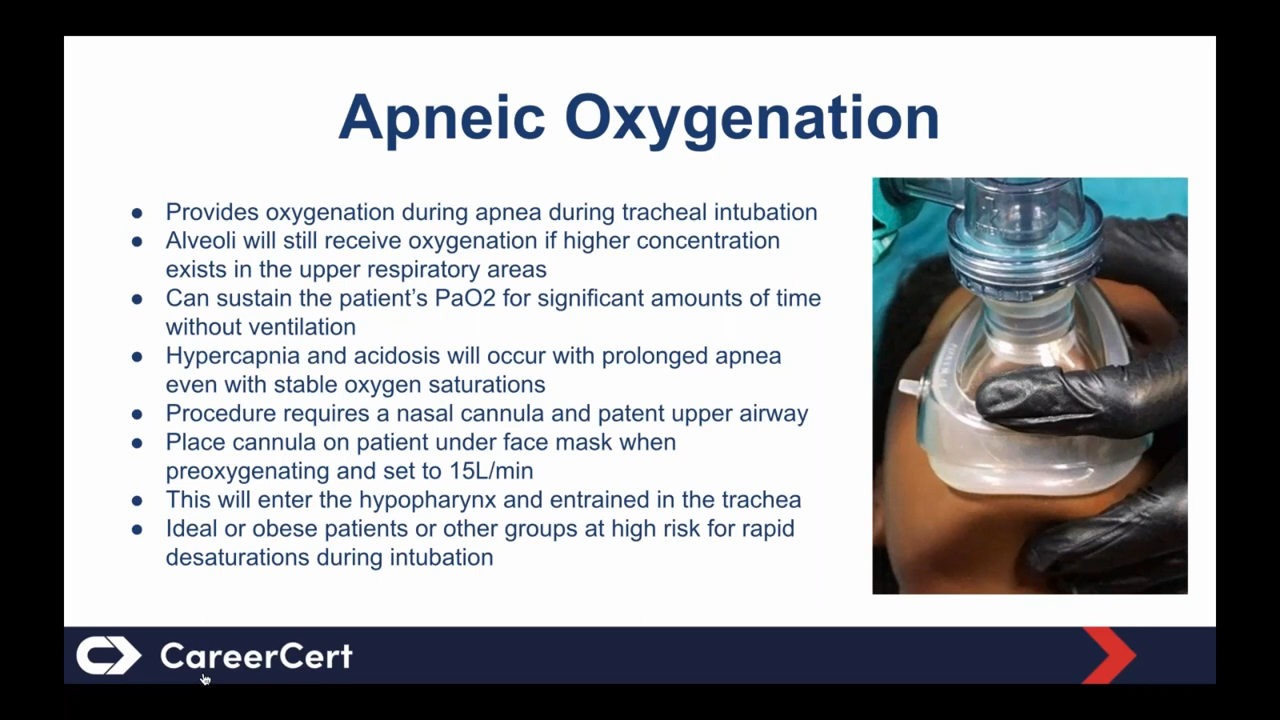 Apneic Oxygenation
● Provides oxygenation during apnea during tracheal intubation
● Alveoli will still receive oxygenation if higher concentration
exists in the upper respiratory areas
● Can sustain the patient's PaO2 for significant amounts of time
without ventilation
● Hypercapnia and acidosis will occur with prolonged apnea
even with stable oxygen saturations
● Procedure requires a nasal cannula and patent upper airway
● Place cannula on patient under face mask when
preoxygenating and set to 15L/min
● This will enter the hypopharynx and entrained in the trachea
● Ideal or obese patients or other groups at high risk for rapid
desaturations during intubation
CareerCert